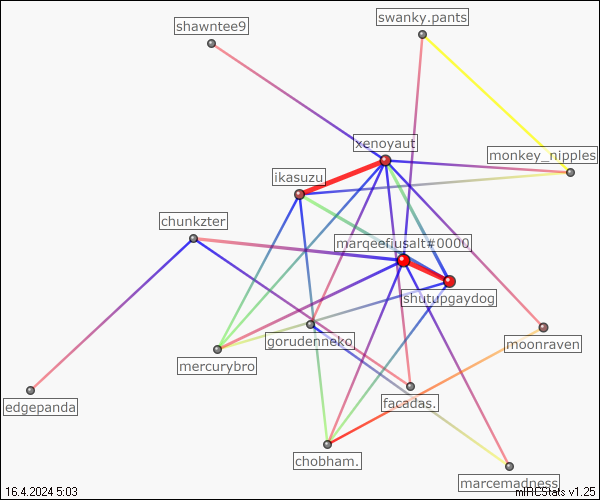 swanky.pants
shawntee9
xenoyaut
monkey_nipples
ikasuzu
chunkzter
marqeefiusalt#0000
shutupgaydog
gorudenneko
moonraven
mercurybro
edgepanda
facadas.
chobham.
marcemadness
16.4.2024 5:03
mIRCStats v1.25